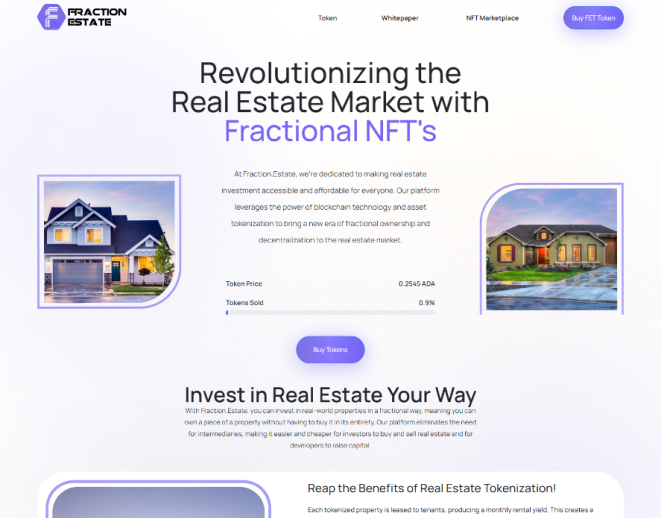 FRACTION
ESTATE
Token
Whitepaper
NFT Marketplace
Buy FET Token
Revolutionizing the
Real Estate Market with
Fractional NFT's
At Fraction.Estate, we're dedicated to making real estate
investment accessible and affordable for everyone. Our platform
leverages the power of blockchain technology and asset
tokenization to bring a new era of fractional ownership and
decentralization to the real estate market.
Token Price
0.2545 ADA
Tokens Sold
0.9%
Buy Tokens
Invest in Real Estate Your Way
With Fraction.Estate, you can invest in real-world properties in a fractional way, meaning you can
own a piece of a property without having to buy it in its entirety. Our platform eliminates the need
for intermediaries, making it easier and cheaper for investors to buy and sell real estate and for
developers to raise capital.
Reap the Benefits of Real Estate Tokenization!
Each tokenized property is leased to tenants, producing a monthly rental yield. This creates a